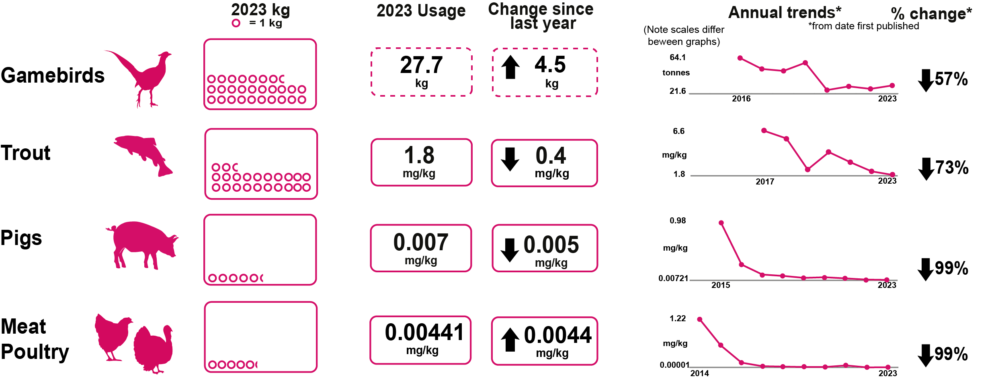 2023 kg
= 1 kg
2023 Usage
Change since
last year
Annual trends*
% change*
*from date first published
(Note scales differ
beween graphs)
Gamebirds
27.7
kg
4.5
kg
64.1
tonnes
21.6
2016
2023
57%
Trout
1.8
mg/kg
0.4
mg/kg
6.6
mg/kg
1.8
2017
2023
73%
Pigs
0.007
mg/kg
0.005
mg/kg
0.98
mg/kg
0.00721
2015
2023
99%
Meat
Poultry
0.00441
mg/kg
0.0044
mg/kg
1.22
mg/kg
0.00001
2014
2023
99%